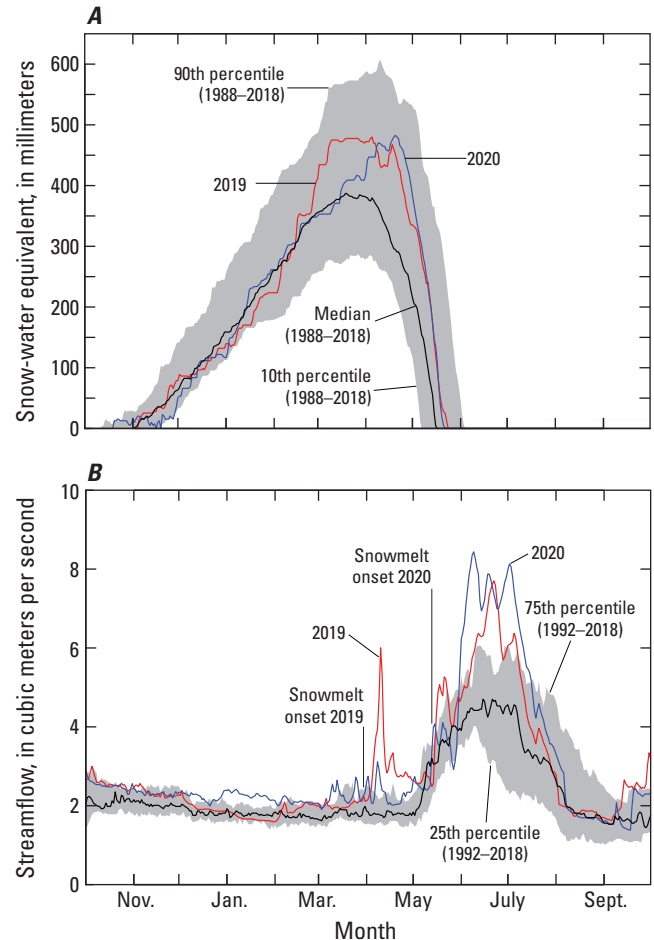 A
Snow-water equivalent, in millimeters
600
500
400
300
200
100
0
90th percentile
(1988–2018)
2019
2020
Median
(1988–2018)
10th percentile
(1988–2018)
B
Streamflow, in cubic meters per second
10
8
6
4
2
0
Snowmelt
onset 2020
2020
75th percentile
(1992–2018)
2019
Snowmelt
onset 2019
25th percentile
(1992–2018)
Nov. Jan. Mar. May July Sept.
Month